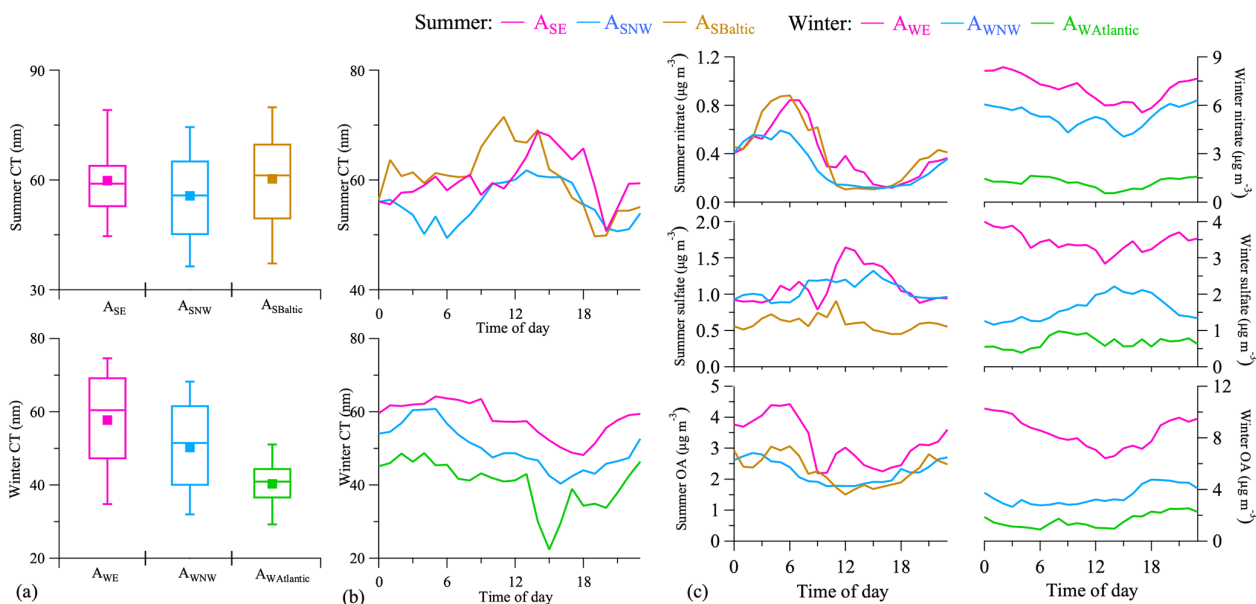 Summer: A_SE A_SNW A_SBaltic Winter: A_WE A_WNW A_WAtlantic
Summer CT (nm)
90
60
30
A_SE A_SNW A_SBaltic
Winter CT (nm)
80
60
40
20
A_WE A_WNW A_WAtlantic
(a)
Summer CT (nm)
80
60
40
0 6 12 18
Time of day
Winter CT (nm)
80
60
40
20
0 6 12 18
Time of day
(b)
Summer nitrate (µg m⁻³)
1.2
0.8
0.4
0.0
Winter nitrate (µg m⁻³)
9
6
3
0
Summer sulfate (µg m⁻³)
2.0
1.5
1.0
0.5
0.0
Winter sulfate (µg m⁻³)
4
3
2
1
0
Summer OA (µg m⁻³)
5
4
3
2
1
0
Winter OA (µg m⁻³)
12
8
4
0
0 6 12 18
Time of day
0 6 12 18
Time of day
(c)